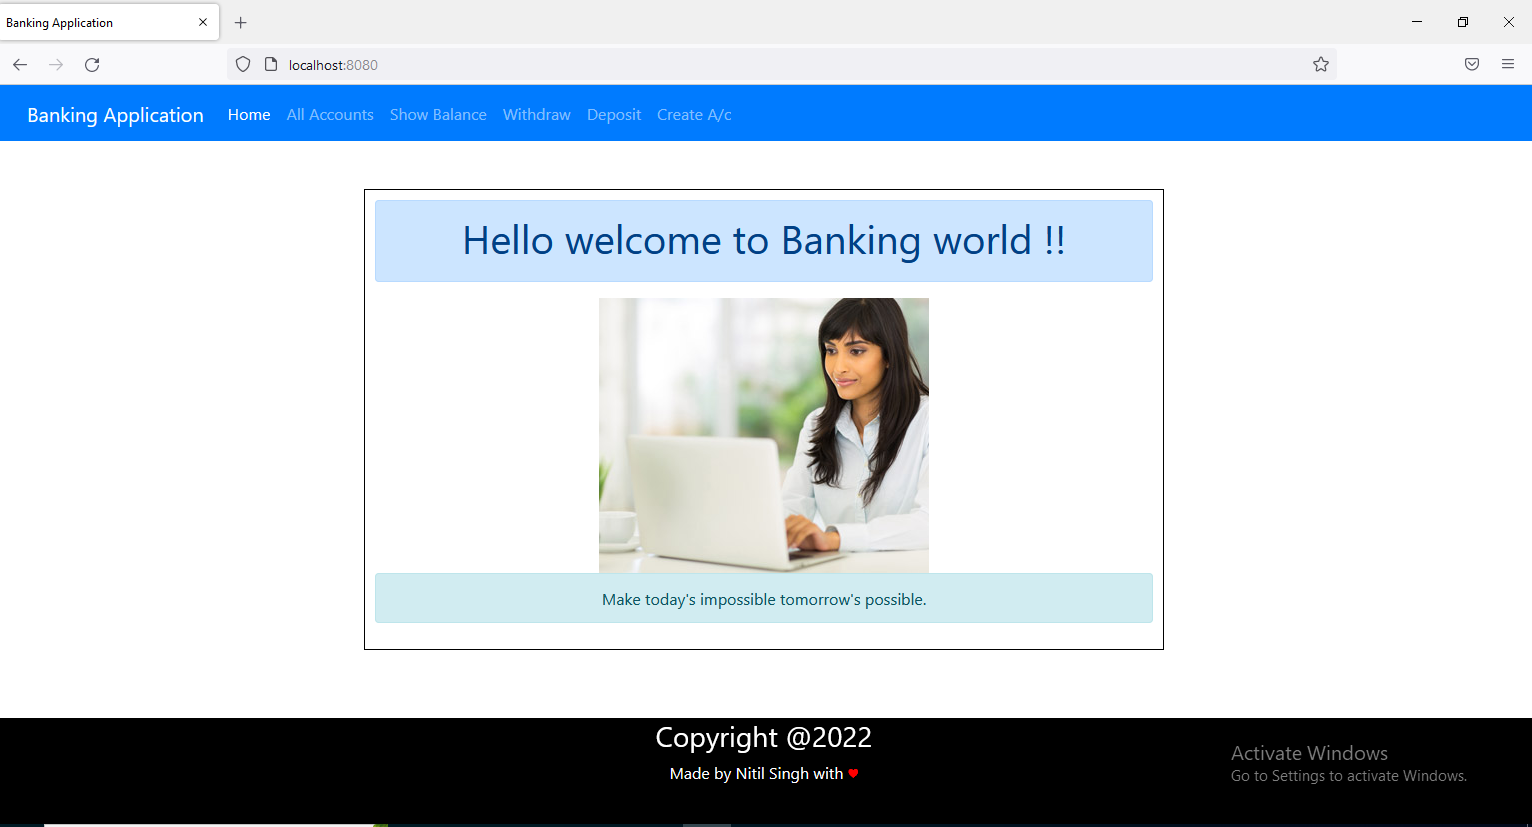 Banking Application
localhost:8080
Banking Application Home All Accounts Show Balance Withdraw Deposit Create A/c
Hello welcome to Banking world !!
Make today's impossible tomorrow's possible.
Copyright @2022
Made by Nitil Singh with
Activate Windows
Go to Settings to activate Windows.